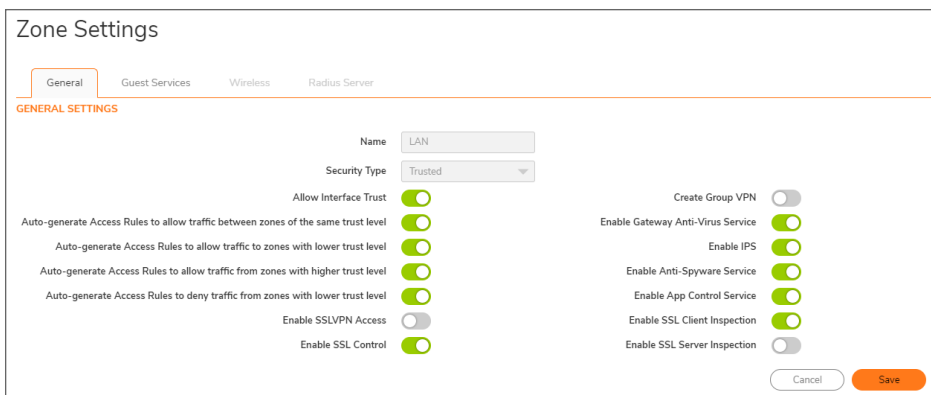 Zone Settings
General Guest Services Wireless Radius Server
GENERAL SETTINGS
Name LAN
Security Type Trusted
Allow Interface Trust Create Group VPN
Auto-generate Access Rules to allow traffic between zones of the same trust level Enable Gateway Anti-Virus Service
Auto-generate Access Rules to allow traffic to zones with lower trust level Enable IPS
Auto-generate Access Rules to allow traffic from zones with higher trust level Enable Anti-Spyware Service
Auto-generate Access Rules to deny traffic from zones with lower trust level Enable App Control Service
Enable SSLVPN Access Enable SSL Client Inspection
Enable SSL Control Enable SSL Server Inspection
Cancel Save